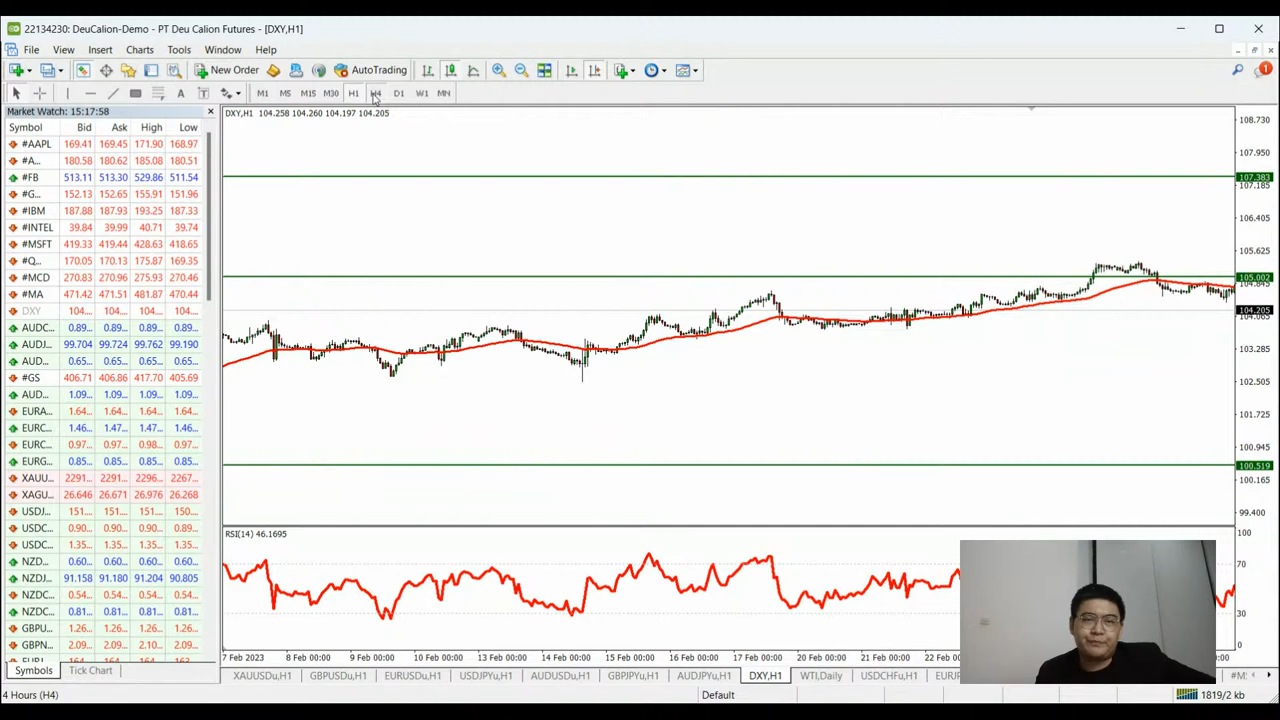 22134230: DeuCalion-Demo - PT Deu Calion Futures - [DXY,H1]
File View Insert Charts Tools Window Help
New Order AutoTrading 1
A T M1 M5 M15 M30 H1 H4 D1 W1 MN
Market Watch: 15:17:58
Symbol Bid Ask High Low
#AAPL 169.41 169.45 171.90 168.97
#A... 180.58 180.62 185.08 180.51
#FB 513.11 513.30 529.86 511.54
#G... 152.13 152.65 155.91 151.96
#IBM 187.88 187.93 193.25 187.33
#INTEL 39.84 39.99 40.71 39.74
#MSFT 419.33 419.44 428.63 418.65
#Q... 170.05 170.13 175.87 169.35
#MCD 270.83 270.96 275.93 270.46
#MA 471.42 471.51 481.87 470.44
DXY 104.... 104.... 104.... 104....
AUDC... 0.89... 0.89... 0.89... 0.89...
AUDJ... 99.704 99.724 99.762 99.190
AUD... 0.65... 0.65... 0.65... 0.65...
#GS 406.71 406.86 417.70 405.69
AUD... 1.09... 1.09... 1.09... 1.09...
EURA... 1.64... 1.64... 1.64... 1.64...
EURC... 1.46... 1.47... 1.47... 1.46...
EURC... 0.97... 0.97... 0.98... 0.97...
EURG... 0.85... 0.85... 0.85... 0.85...
XAUU... 2291... 2291... 2296... 2267...
XAGU... 26.646 26.671 26.976 26.268
USDJ... 151.... 151.... 151.... 150....
USDC... 0.90... 0.90... 0.90... 0.89...
USDC... 1.35... 1.35... 1.35... 1.35...
NZD... 0.60... 0.60... 0.60... 0.60...
NZDJ... 91.158 91.180 91.204 90.805
NZDC... 0.54... 0.54... 0.54... 0.54...
NZDC... 0.81... 0.81... 0.81... 0.81...
GBPU... 1.26... 1.26... 1.26... 1.26...
GBPN... 2.09... 2.09... 2.10... 2.09...
Symbols Tick Chart
DXY,H1 104.258 104.260 104.197 104.205
108.730
107.950
107.383
107.185
106.405
105.625
105.002
104.845
104.205
104.065
103.285
102.505
101.725
100.945
100.519
100.165
99.400
RSI(14) 46.1695
100
70
30
0
7 Feb 2023 8 Feb 00:00 9 Feb 00:00 10 Feb 00:00 13 Feb 00:00 14 Feb 00:00 15 Feb 00:00 16 Feb 00:00 17 Feb 00:00 20 Feb 00:00 21 Feb 00:00
XAUUSDu,H1 GBPUSDu,H1 EURUSDu,H1 USDJPYu,H1 AUDUSDu,H1 GBPJPYu,H1 AUDJPYu,H1 DXY,H1 WTI,Daily USDCHFu,H1
4 Hours (H4) Default 1819/2 kb